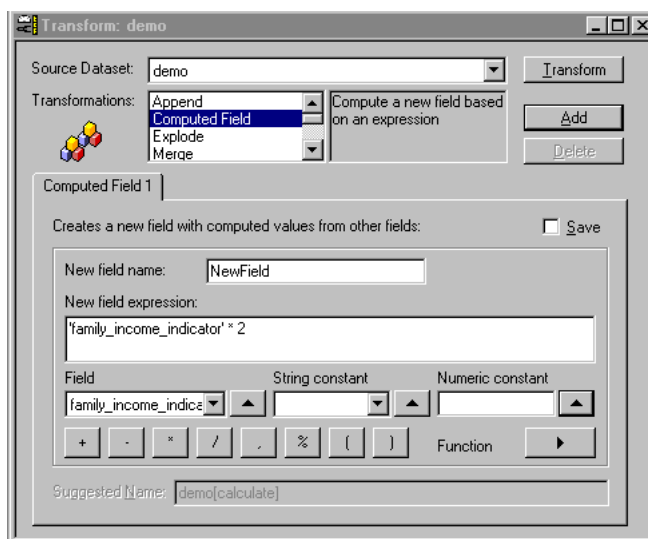 Transform: demo
Source Dataset: demo Transform
Transformations: Append Compute a new field based
Computed Field on an expression Add
Explode
Merge Delete
Computed Field 1
Creates a new field with computed values from other fields: Save
New field name: NewField
New field expression:
'family_income_indicator' * 2
Field String constant Numeric constant
family_income_indica
+ - * / , % ( ) Function
Suggested Name: demo[calculate]